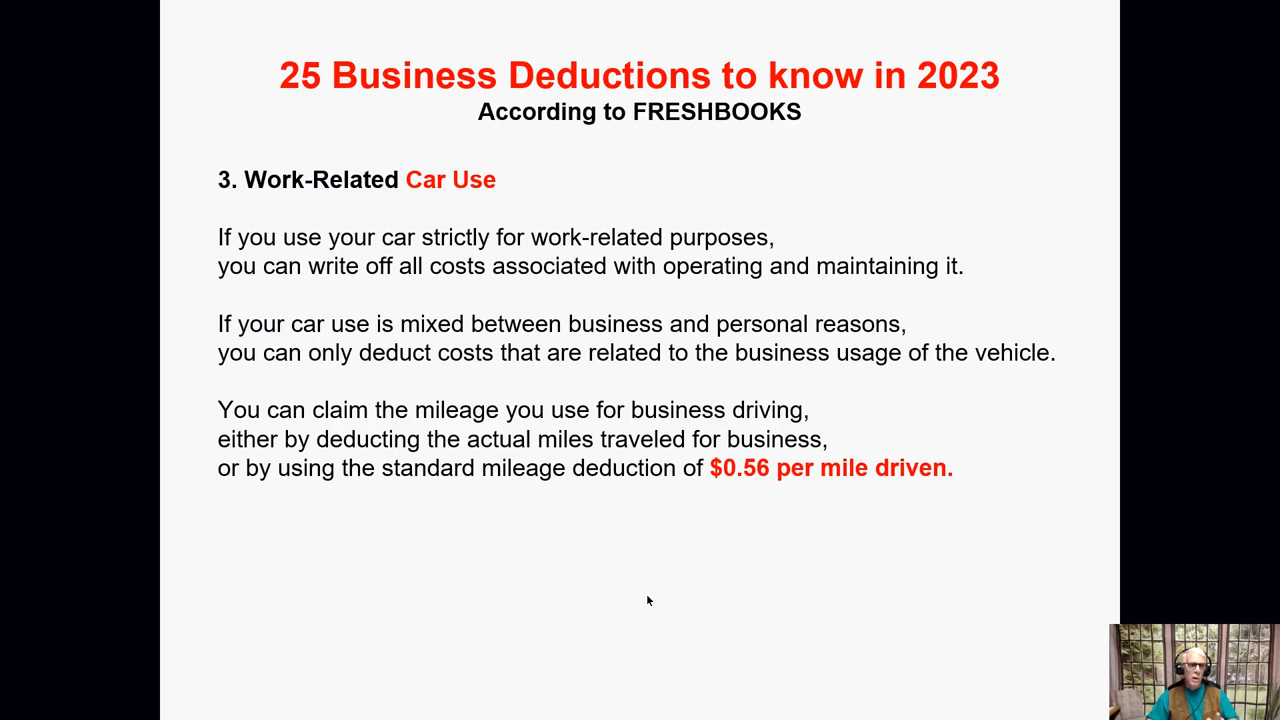 25 Business Deductions to know in 2023
According to FRESHBOOKS
3. Work-Related Car Use
If you use your car strictly for work-related purposes,
you can write off all costs associated with operating and maintaining it.
If your car use is mixed between business and personal reasons,
you can only deduct costs that are related to the business usage of the vehicle.
You can claim the mileage you use for business driving,
either by deducting the actual miles traveled for business,
or by using the standard mileage deduction of $0.56 per mile driven.